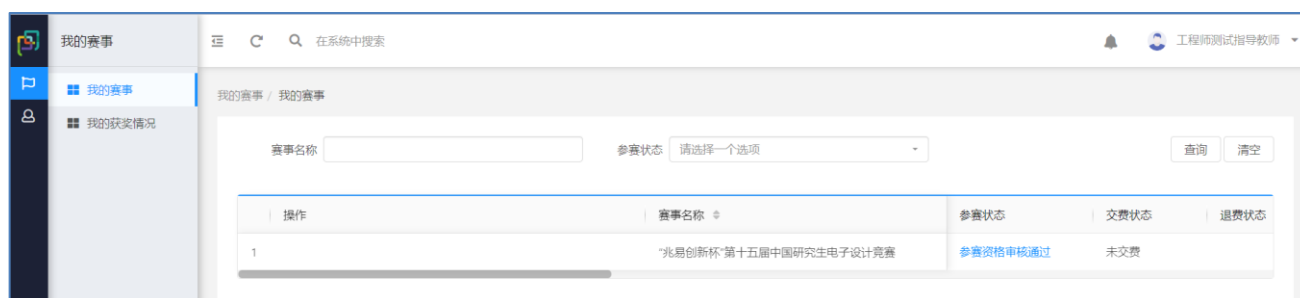 我的赛事
在系统中搜索
工程师测试指导教师
我的赛事
我的获奖情况
我的赛事 / 我的赛事
赛事名称
参赛状态 请选择一个选项
查询 清空
操作 赛事名称 参赛状态 交费状态 退费状态
1 "兆易创新杯"第十五届中国研究生电子设计竞赛 参赛资格审核通过 未交费